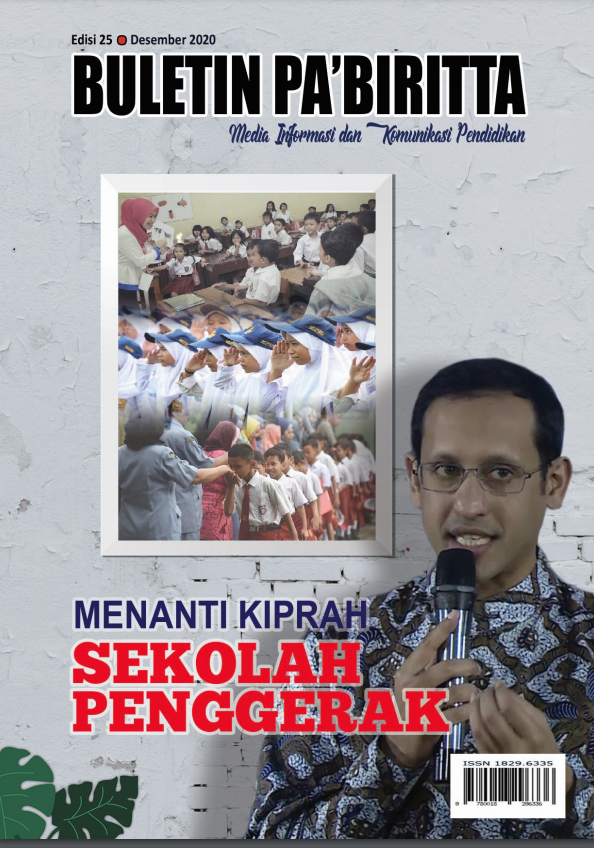 Edisi 25 ● Desember 2020
BULETIN PA'BIRITTA
Media Informasi dan Komunikasi Pendidikan
MENANTI KIPRAH
SEKOLAH
PENGGERAK
ISSN 1829.6335